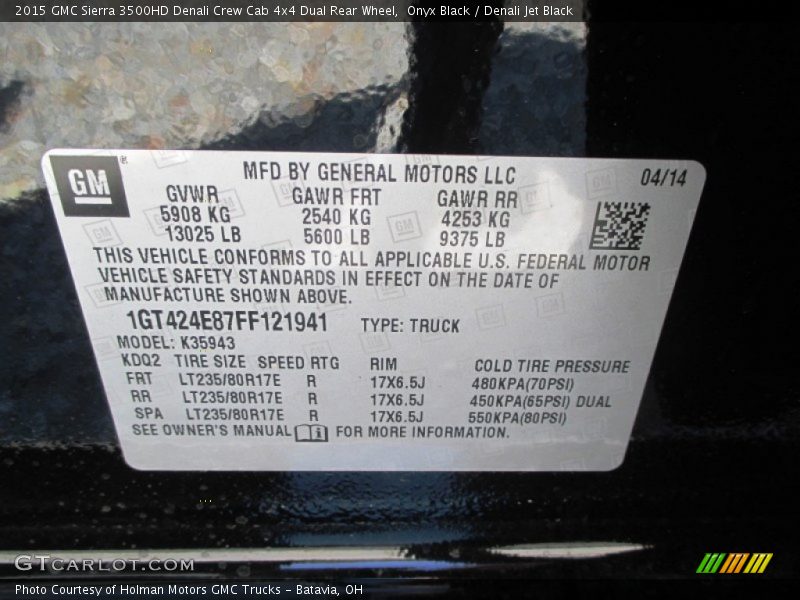 2015 GMC Sierra 3500HD Denali Crew Cab 4x4 Dual Rear Wheel, Onyx Black / Denali Jet Black
GM ®
MFD BY GENERAL MOTORS LLC 04/14
GVWR GAWR FRT GAWR RR
5908 KG 2540 KG 4253 KG
13025 LB 5600 LB 9375 LB
THIS VEHICLE CONFORMS TO ALL APPLICABLE U.S. FEDERAL MOTOR
VEHICLE SAFETY STANDARDS IN EFFECT ON THE DATE OF
MANUFACTURE SHOWN ABOVE.
1GT424E87FF121941 TYPE: TRUCK
MODEL: K35943
KDQ2 TIRE SIZE SPEED RTG RIM COLD TIRE PRESSURE
FRT LT235/80R17E R 17X6.5J 480KPA(70PSI)
RR LT235/80R17E R 17X6.5J 450KPA(65PSI) DUAL
SPA LT235/80R17E R 17X6.5J 550KPA(80PSI)
SEE OWNER'S MANUAL FOR MORE INFORMATION.
GTCARLOT.COM
Photo Courtesy of Holman Motors GMC Trucks - Batavia, OH